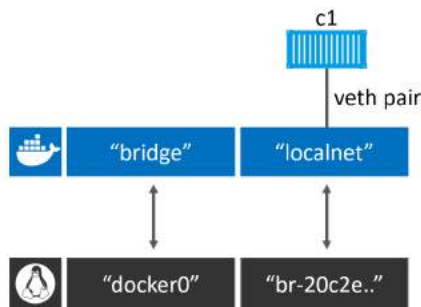 c1
veth pair
“bridge”
“localnet”
“docker0”
“br-20c2e..”